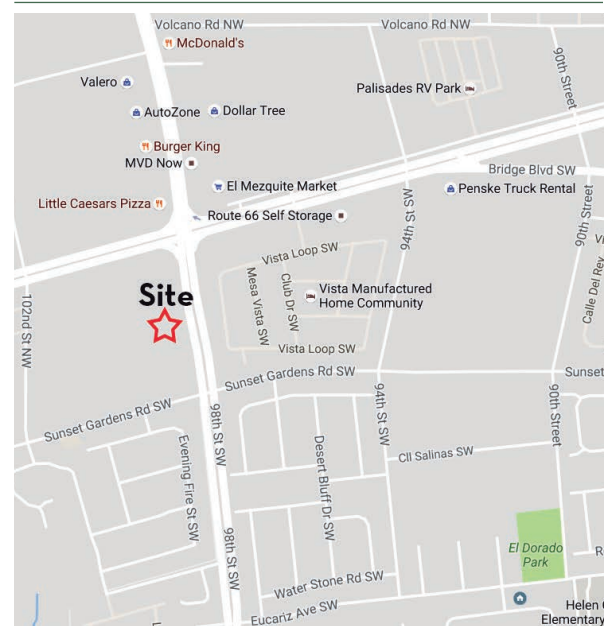 Volcano Rd NW
Volcano Rd NW
McDonald's
90th Street
Valero
Palisades RV Park
AutoZone
Dollar Tree
Burger King
MVD Now
Bridge Blvd SW
El Mezquite Market
Penske Truck Rental
Little Caesars Pizza
Route 66 Self Storage
94th St SW
90th Street
Vista Loop SW
Calle Del Rey
Mesa Vista SW
Club Dr SW
Vista Manufactured
Home Community
Site
102nd St NW
Vista Loop SW
Sunset Gardens Rd SW
Sunset
Sunset Gardens Rd SW
98th St SW
94th St SW
90th Street
Evening Fire St SW
Desert Bluff Dr SW
Cll Salinas SW
98th St SW
El Dorado
Park
Water Stone Rd SW
Eucariz Ave SW
Helen
Elementary